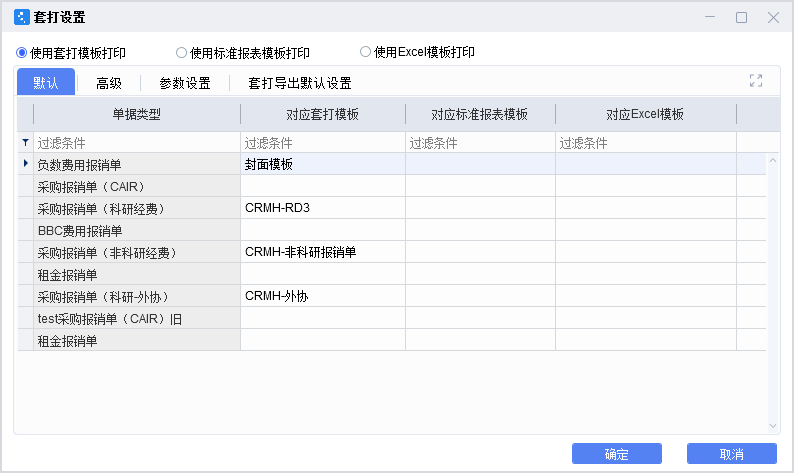 套打设置
使用套打模板打印 使用标准报表模板打印 使用Excel模板打印
默认 高级 参数设置 套打导出默认设置
单据类型 对应套打模板 对应标准报表模板 对应Excel模板
过滤条件 过滤条件 过滤条件 过滤条件
负数费用报销单 封面模板
采购报销单（CAIR）
采购报销单（科研经费） CRMH-RD3
BBC费用报销单
采购报销单（非科研经费） CRMH-非科研报销单
租金报销单
采购报销单（科研-外协） CRMH-外协
test采购报销单（CAIR）旧
租金报销单
确定 取消